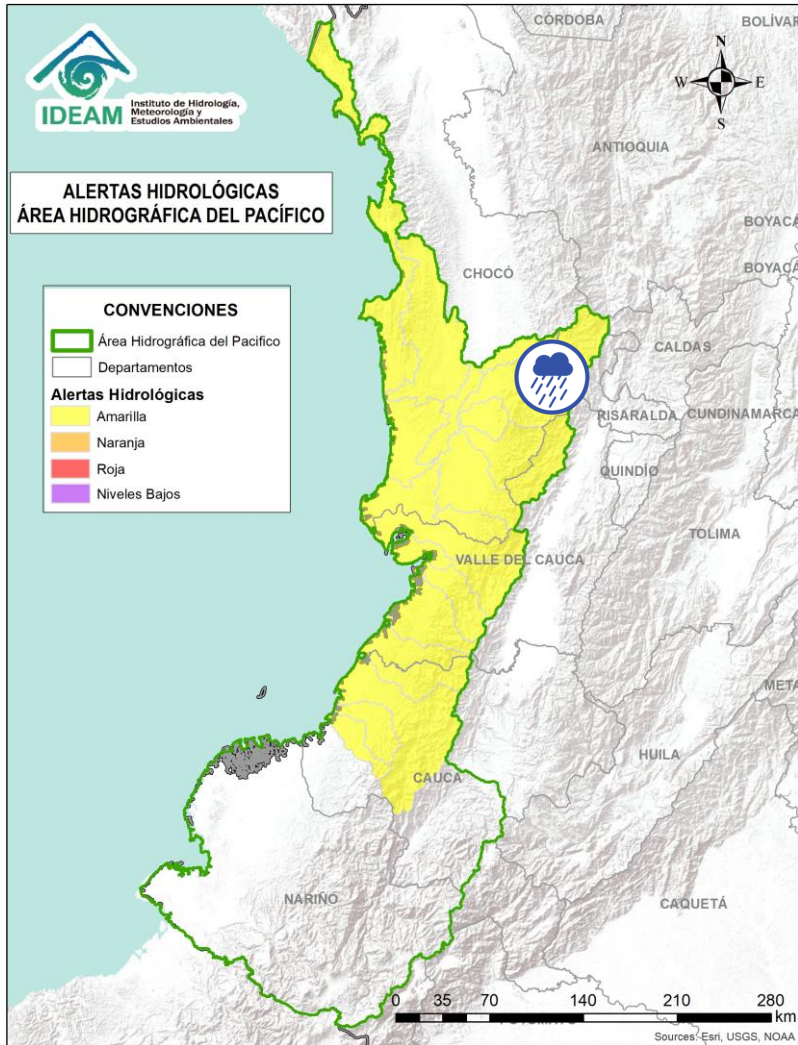 IDEAM
Instituto de Hidrología,
Meteorología y
Estudios Ambientales
CÓRDOBA
BOLÍVAR
N
W
E
S
ANTIOQUIA
ALERTAS HIDROLÓGICAS
ÁREA HIDROGRÁFICA DEL PACÍFICO
BOYACÁ
BOYACÁ
CHOCÓ
CONVENCIONES
Área Hidrográfica del Pacifico
Departamentos
Alertas Hidrológicas
Amarilla
Naranja
Roja
Niveles Bajos
CALDAS
RISARALDA
CUNDINAMARCA
QUINDÍO
TOLIMA
VALLE DEL CAUCA
META
HUILA
CAUCA
NARIÑO
CAQUETÁ
0 35 70 140 210 280
km
Sources: Esri, USGS, NOAA